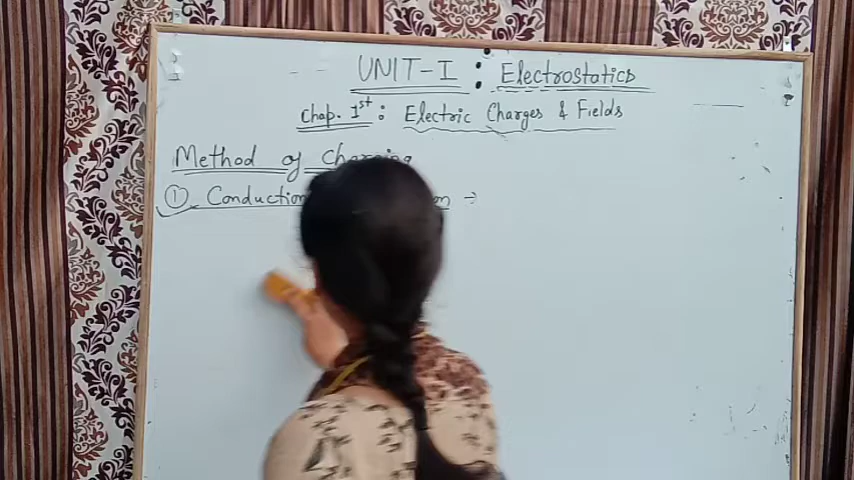 UNIT-I : Electrostatics
Chap. 1st : Electric Charges & Fields
Method of Charging
① Conduction →